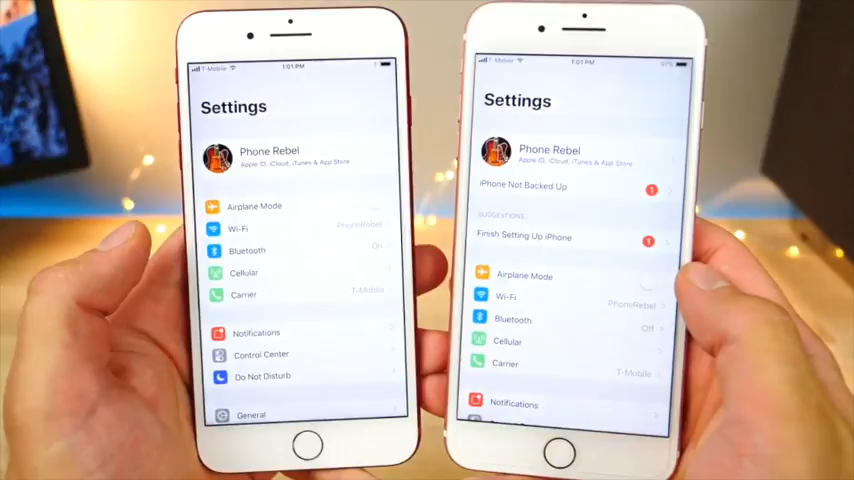 T-Mobile
1:01 PM
Settings
Phone Rebel
Apple ID, iCloud, iTunes & App Store
Airplane Mode
Wi-Fi
PhoneRebel
Bluetooth
On
Cellular
Carrier
T-Mobile
Notifications
Control Center
Do Not Disturb
General
T-Mobile
1:01 PM
97%
Settings
Phone Rebel
Apple ID, iCloud, iTunes & App Store
iPhone Not Backed Up
1
SUGGESTIONS
Finish Setting Up iPhone
1
Airplane Mode
Wi-Fi
PhoneRebel
Bluetooth
Off
Cellular
Carrier
T-Mobile
Notifications